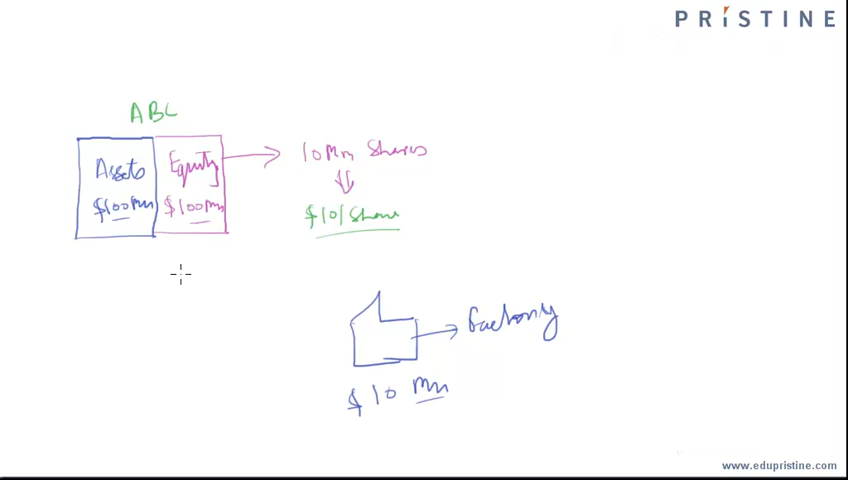 PRiSTINE
ABC
Assets
$100Mn
Equity
$100Mn
10Mn Shares
$10/Share
Factory
$10 Mn
www.edupristine.com